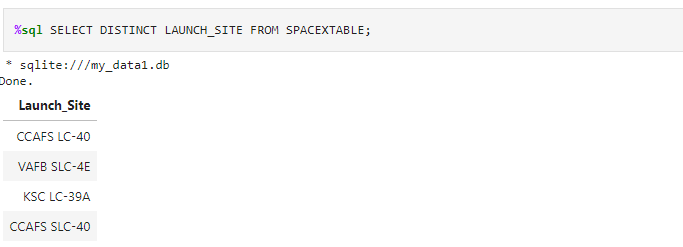 %sql SELECT DISTINCT LAUNCH_SITE FROM SPACEXTABLE;
* sqlite:///my_data1.db
Done.
Launch_Site
CCAFS LC-40
VAFB SLC-4E
KSC LC-39A
CCAFS SLC-40